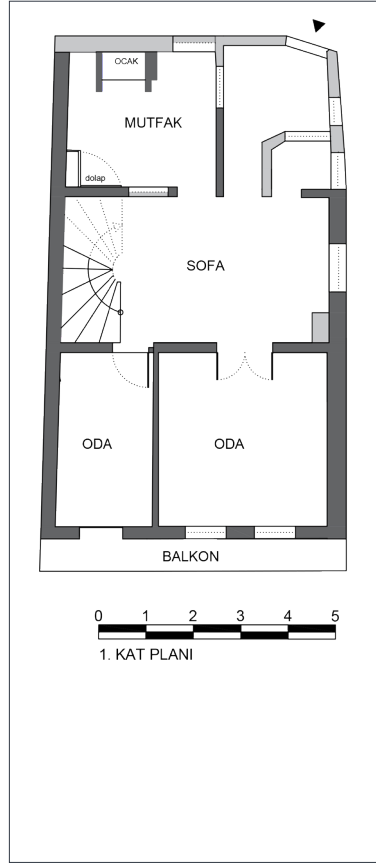 OCAK
MUTFAK
dolap
SOFA
ODA
ODA
BALKON
0 1 2 3 4 5
1. KAT PLANI